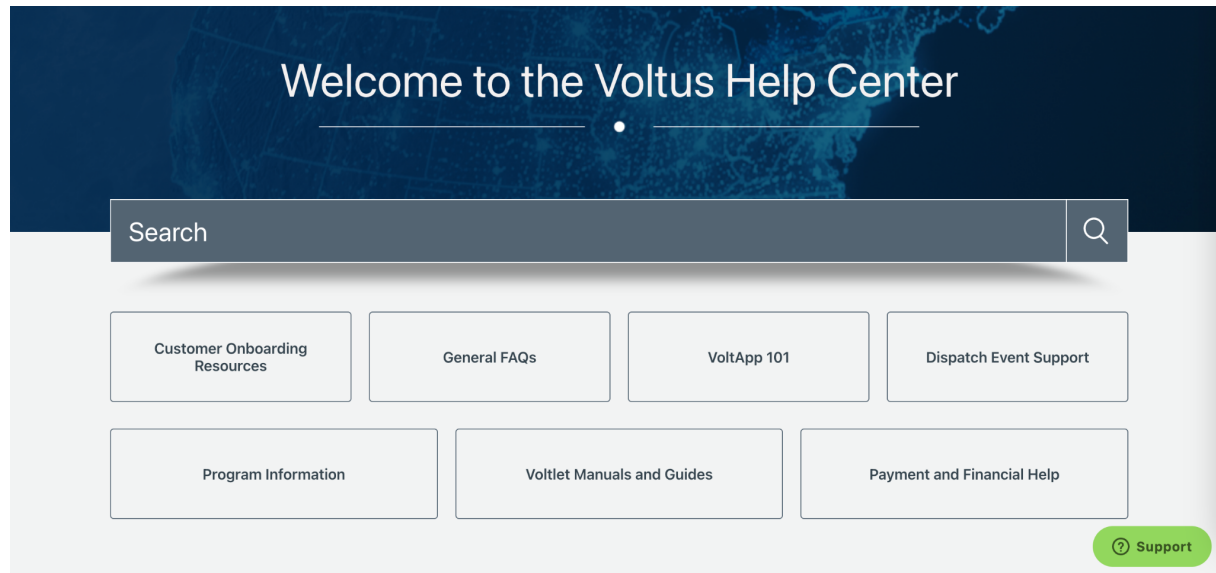 Welcome to the Voltus Help Center
Search
Customer Onboarding
Resources
General FAQs
VoltApp 101
Dispatch Event Support
Program Information
Voltlet Manuals and Guides
Payment and Financial Help
Support